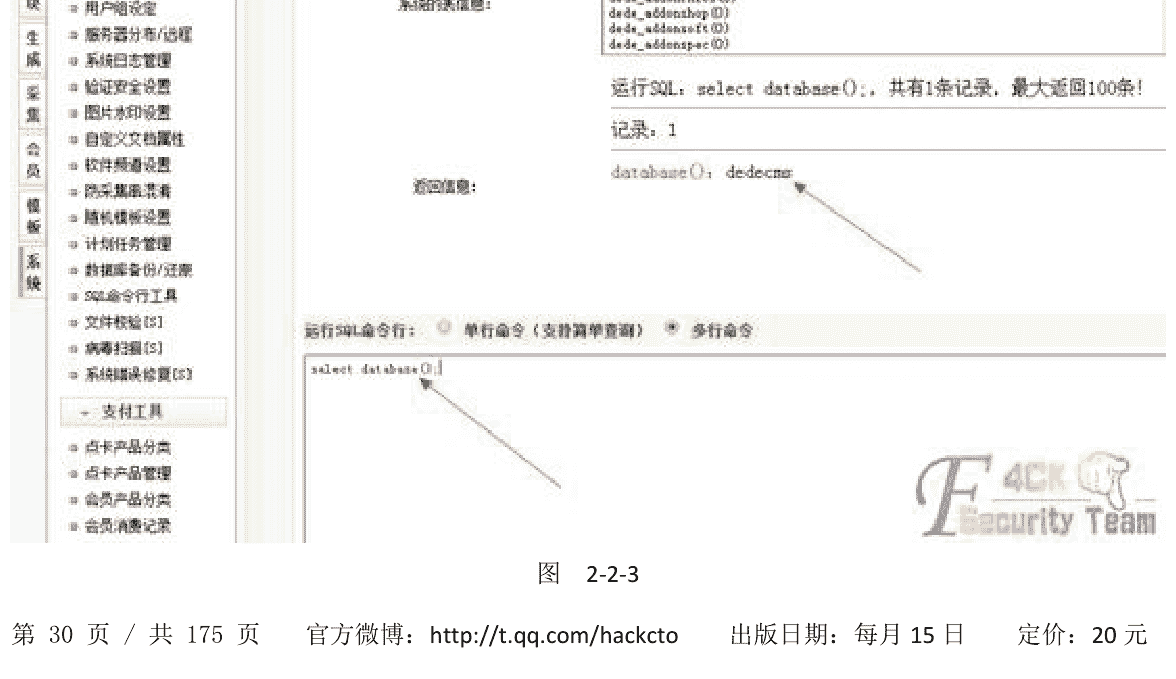 用户组设定
服务器分布/远程
系统日志管理
验证安全设置
图片水印设置
自定义文档属性
软件频道设置
防采集串混淆
随机模板设置
计划任务管理
数据库备份/还原
SQL命令行工具
文件校验[S]
病毒扫描[S]
系统错误修复[S]
支付工具
点卡产品分类
点卡产品管理
会员产品分类
会员消费记录
生成
采集
会员
模板
系统
系统的表信息:
dede_addonshop(0)
dede_addonsoft(0)
dede_addonspec(0)
运行SQL：select database();，共有1条记录，最大返回100条！
记录：1
返回信息:
database()：dedecms
运行SQL命令行: 单行命令（支持简单查询） 多行命令
select database();
F4CK
Security Team
图 2-2-3
第 30 页 / 共 175 页 官方微博：http://t.qq.com/hackcto 出版日期：每月 15 日 定价：20 元